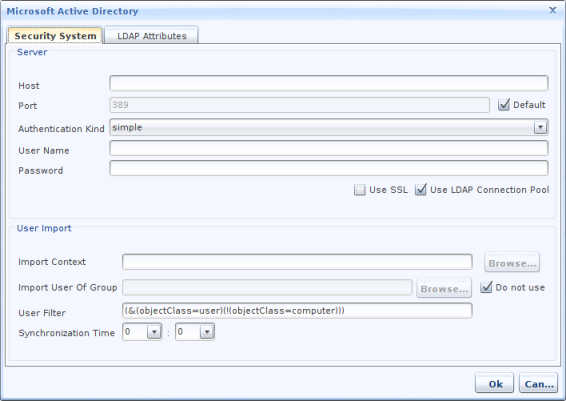 Microsoft Active Directory
Security System LDAP Attributes
Server
Host
Port 389 Default
Authentication Kind simple
User Name
Password
Use SSL Use LDAP Connection Pool
User Import
Import Context Browse...
Import User Of Group Browse... Do not use
User Filter (&(objectClass=user)(!(objectClass=computer)))
Synchronization Time 0 : 0
Ok Can...